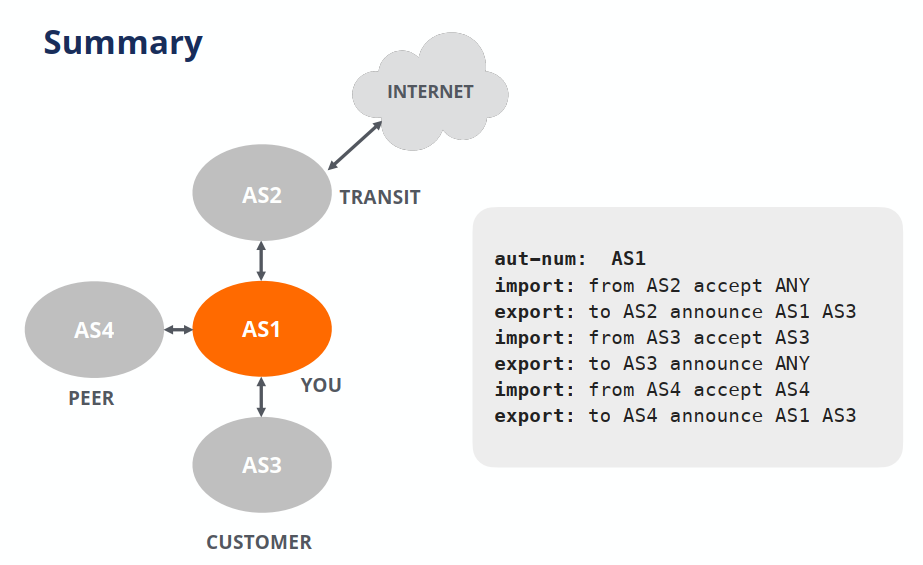 Summary
INTERNET
AS2
TRANSIT
AS4
AS1
PEER
YOU
AS3
CUSTOMER
aut-num:  AS1
import: from AS2 accept ANY
export: to AS2 announce AS1 AS3
import: from AS3 accept AS3
export: to AS3 announce ANY
import: from AS4 accept AS4
export: to AS4 announce AS1 AS3